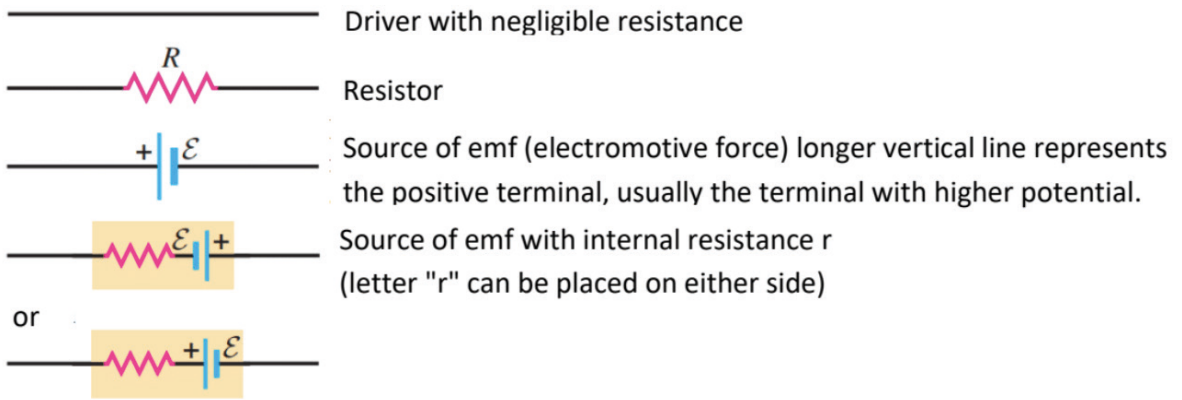 Driver with negligible resistance
R
Resistor
+ ℰ
Source of emf (electromotive force) longer vertical line represents
the positive terminal, usually the terminal with higher potential.
ℰ +
Source of emf with internal resistance r
(letter "r" can be placed on either side)
or
+ ℰ